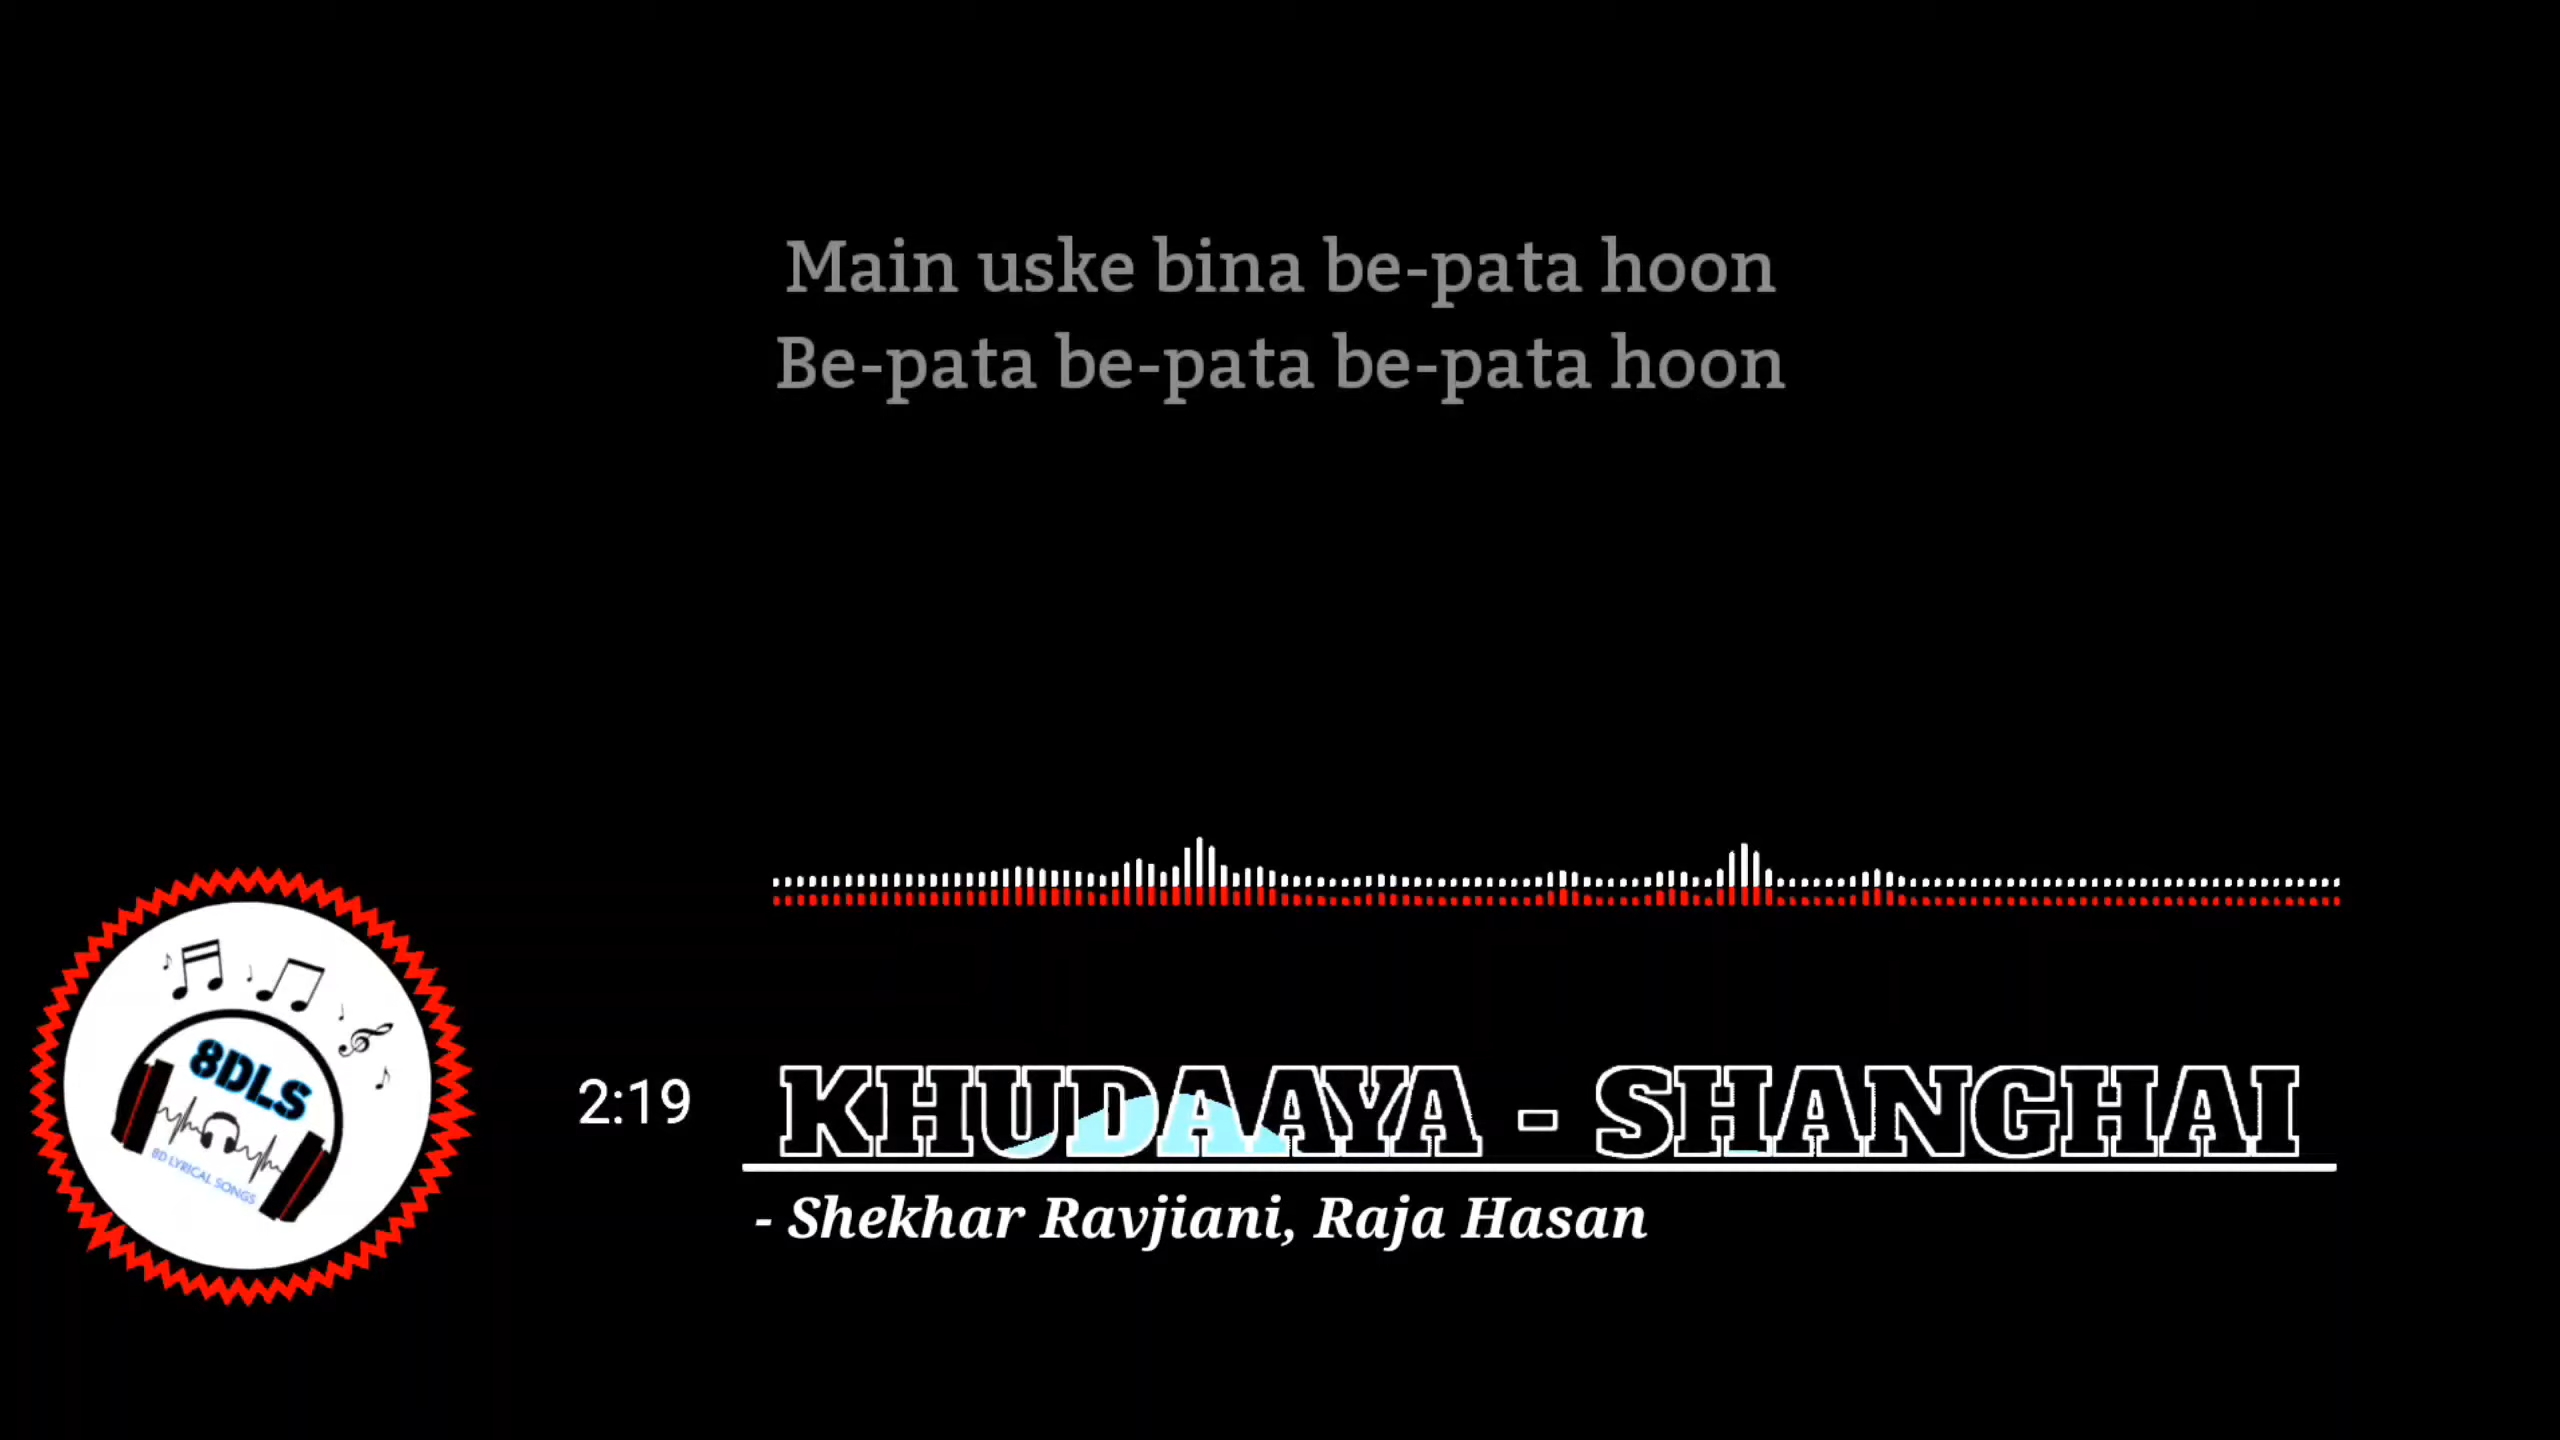 Main uske bina be-pata hoon
Be-pata be-pata be-pata hoon
8DLS
8D LYRICAL SONGS
2:19
KHUDAAYA - SHANGHAI
- Shekhar Ravjiani, Raja Hasan